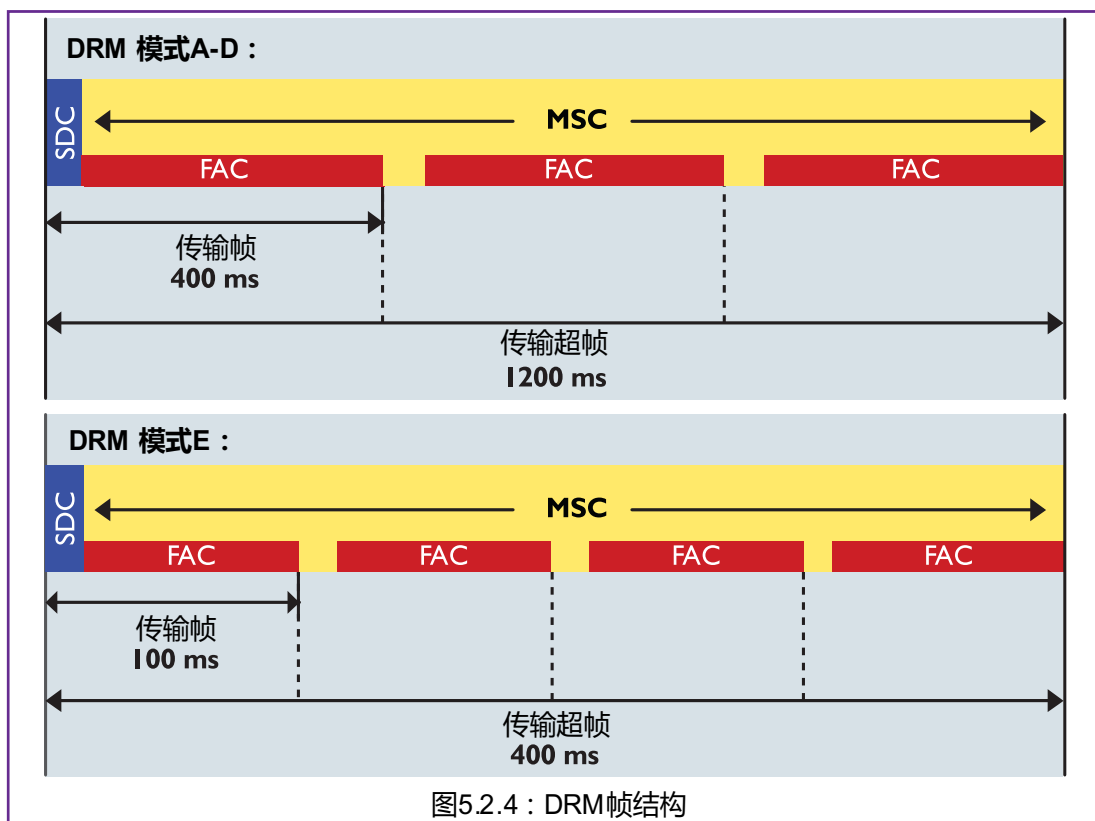 DRM 模式A-D：
SDC
MSC
FAC FAC FAC
传输帧
400 ms
传输超帧
1200 ms
DRM 模式E：
SDC
MSC
FAC FAC FAC FAC
传输帧
100 ms
传输超帧
400 ms
图5.2.4：DRM帧结构